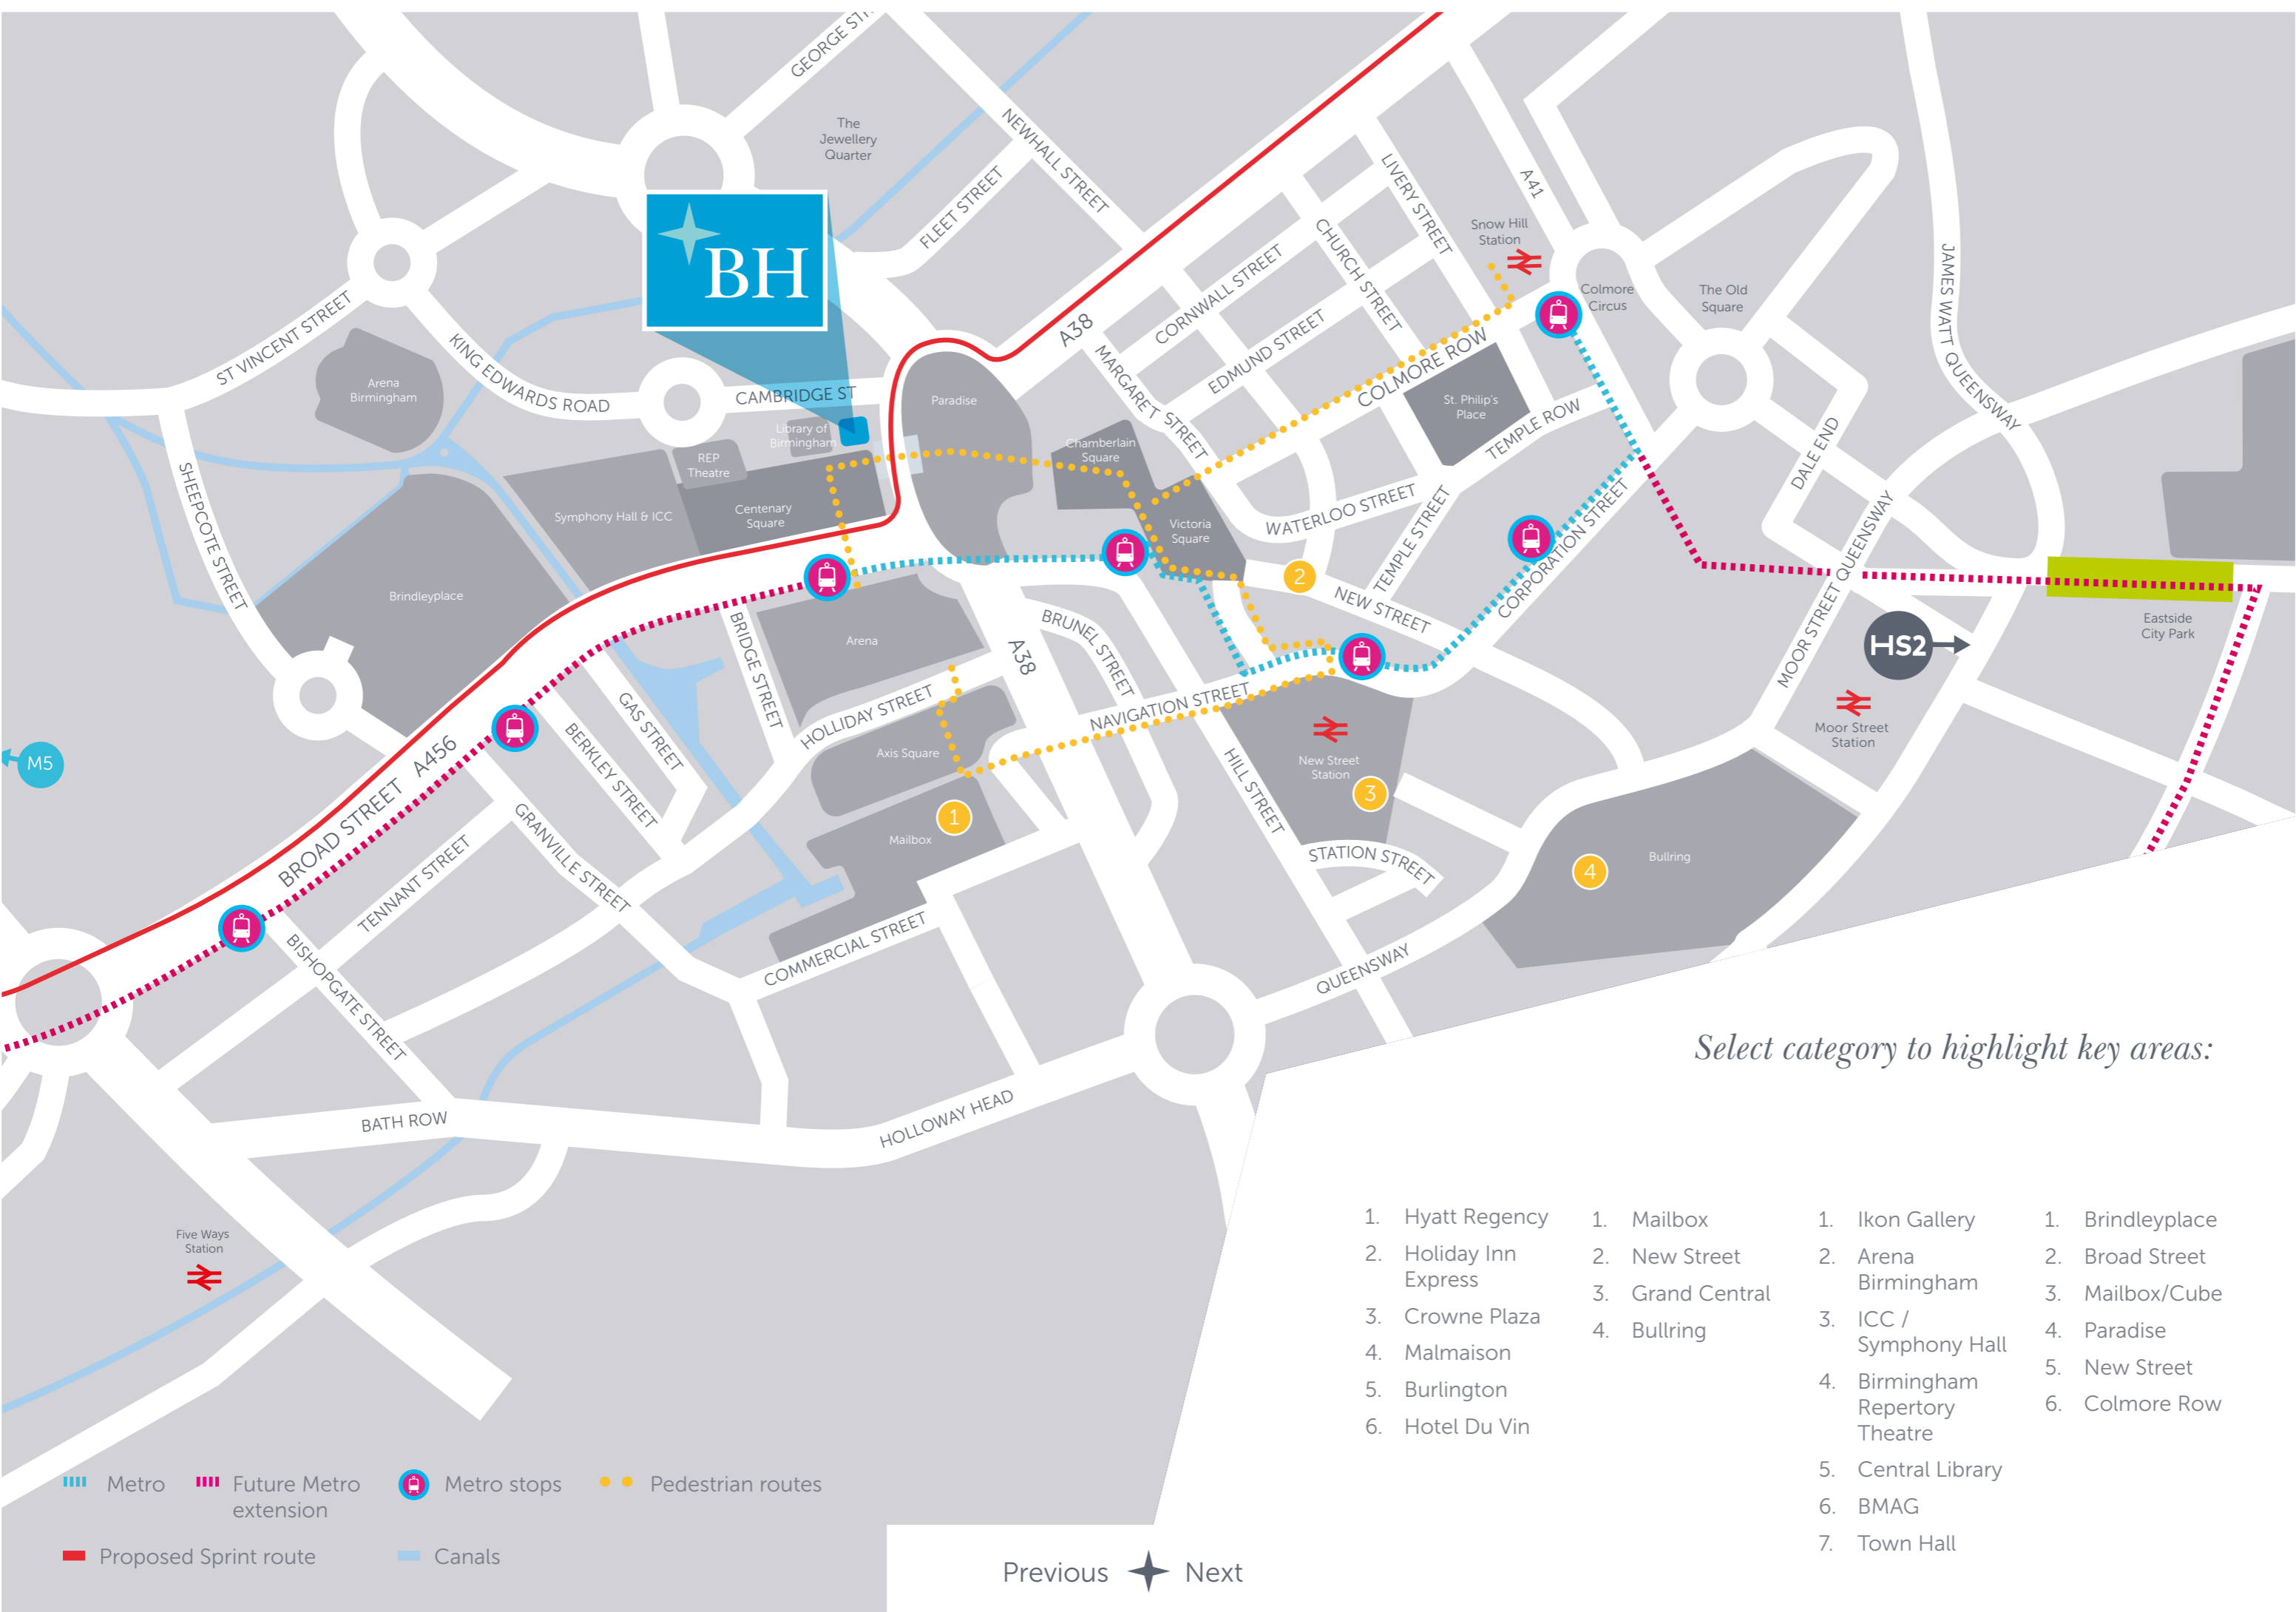 GEORGE ST
The
Jewellery
Quarter
NEWHALL STREET
FLEET STREET
LIVERY STREET
A41
Snow Hill
Station
CHURCH STREET
CORNWALL STREET
Colmore
Circus
The Old
Square
JAMES WATT QUEENSWAY
BH
ST VINCENT STREET
KING EDWARDS ROAD
Arena
Birmingham
CAMBRIDGE ST
A38
MARGARET STREET
EDMUND STREET
COLMORE ROW
Paradise
St. Philip's
Place
TEMPLE ROW
Library of
Birmingham
REP
Theatre
Chamberlain
Square
DALE END
SHEEPCOTE STREET
Symphony Hall & ICC
Centenary
Square
Victoria
Square
WATERLOO STREET
TEMPLE STREET
CORPORATION STREET
MOOR STREET QUEENSWAY
Brindleyplace
2
NEW STREET
Arena
BRIDGE STREET
A38
BRUNEL STREET
HS2
Eastside
City Park
HOLLIDAY STREET
NAVIGATION STREET
GAS STREET
BERKLEY STREET
Axis Square
New Street
Station
3
HILL STREET
Moor Street
Station
M5
A456
BROAD STREET
1
Mailbox
GRANVILLE STREET
TENNANT STREET
STATION STREET
4
Bullring
BISHOPGATE STREET
COMMERCIAL STREET
QUEENSWAY
BATH ROW
HOLLOWAY HEAD
Five Ways
Station
Select category to highlight key areas:
1. Hyatt Regency
2. Holiday Inn
Express
3. Crowne Plaza
4. Malmaison
5. Burlington
6. Hotel Du Vin
1. Mailbox
2. New Street
3. Grand Central
4. Bullring
1. Ikon Gallery
2. Arena
Birmingham
3. ICC /
Symphony Hall
4. Birmingham
Repertory
Theatre
5. Central Library
6. BMAG
7. Town Hall
1. Brindleyplace
2. Broad Street
3. Mailbox/Cube
4. Paradise
5. New Street
6. Colmore Row
Metro
Future Metro
extension
Metro stops
Pedestrian routes
Proposed Sprint route
Canals
Previous
Next